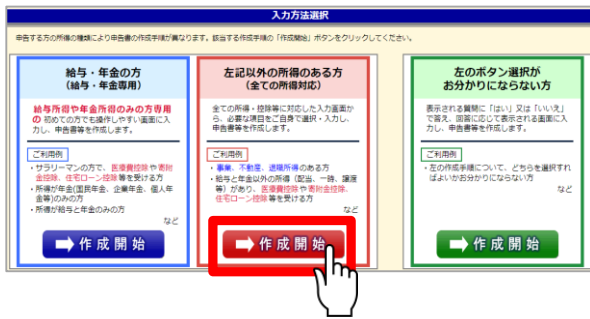 入力方法選択
申告する方の所得の種類により申告書の作成手順が異なります。該当する作成手順の「作成開始」ボタンをクリックしてください。
給与・年金の方
（給与・年金専用）
給与所得や年金所得のみの方専用
の 初めての方でも操作しやすい画面に入
力し、申告書等を作成します。
ご利用例
・サラリーマンの方で、医療費控除や寄附
金控除、住宅ローン控除等を受ける方
・所得が年金(国民年金、企業年金、個人年
金等)のみの方
・所得が給与と年金のみの方
など
作成開始
左記以外の所得のある方
（全ての所得対応）
全ての所得・控除等に対応した入力画面か
ら、必要な項目をご自身で選択・入力し、
申告書等を作成します。
ご利用例
・事業、不動産、退職所得のある方
・給与と年金以外の所得（配当、一時、譲渡
等）があり、医療費控除や寄附金控除、
住宅ローン控除等を受ける方
など
作成開始
左のボタン選択が
お分かりにならない方
表示される質問に「はい」又は「いいえ」
で答え、回答に応じて表示される画面に入
力し、申告書等を作成します。
ご利用例
・左の作成手順について、どちらを選択すれ
ばよいかお分かりにならない方
など
作成開始